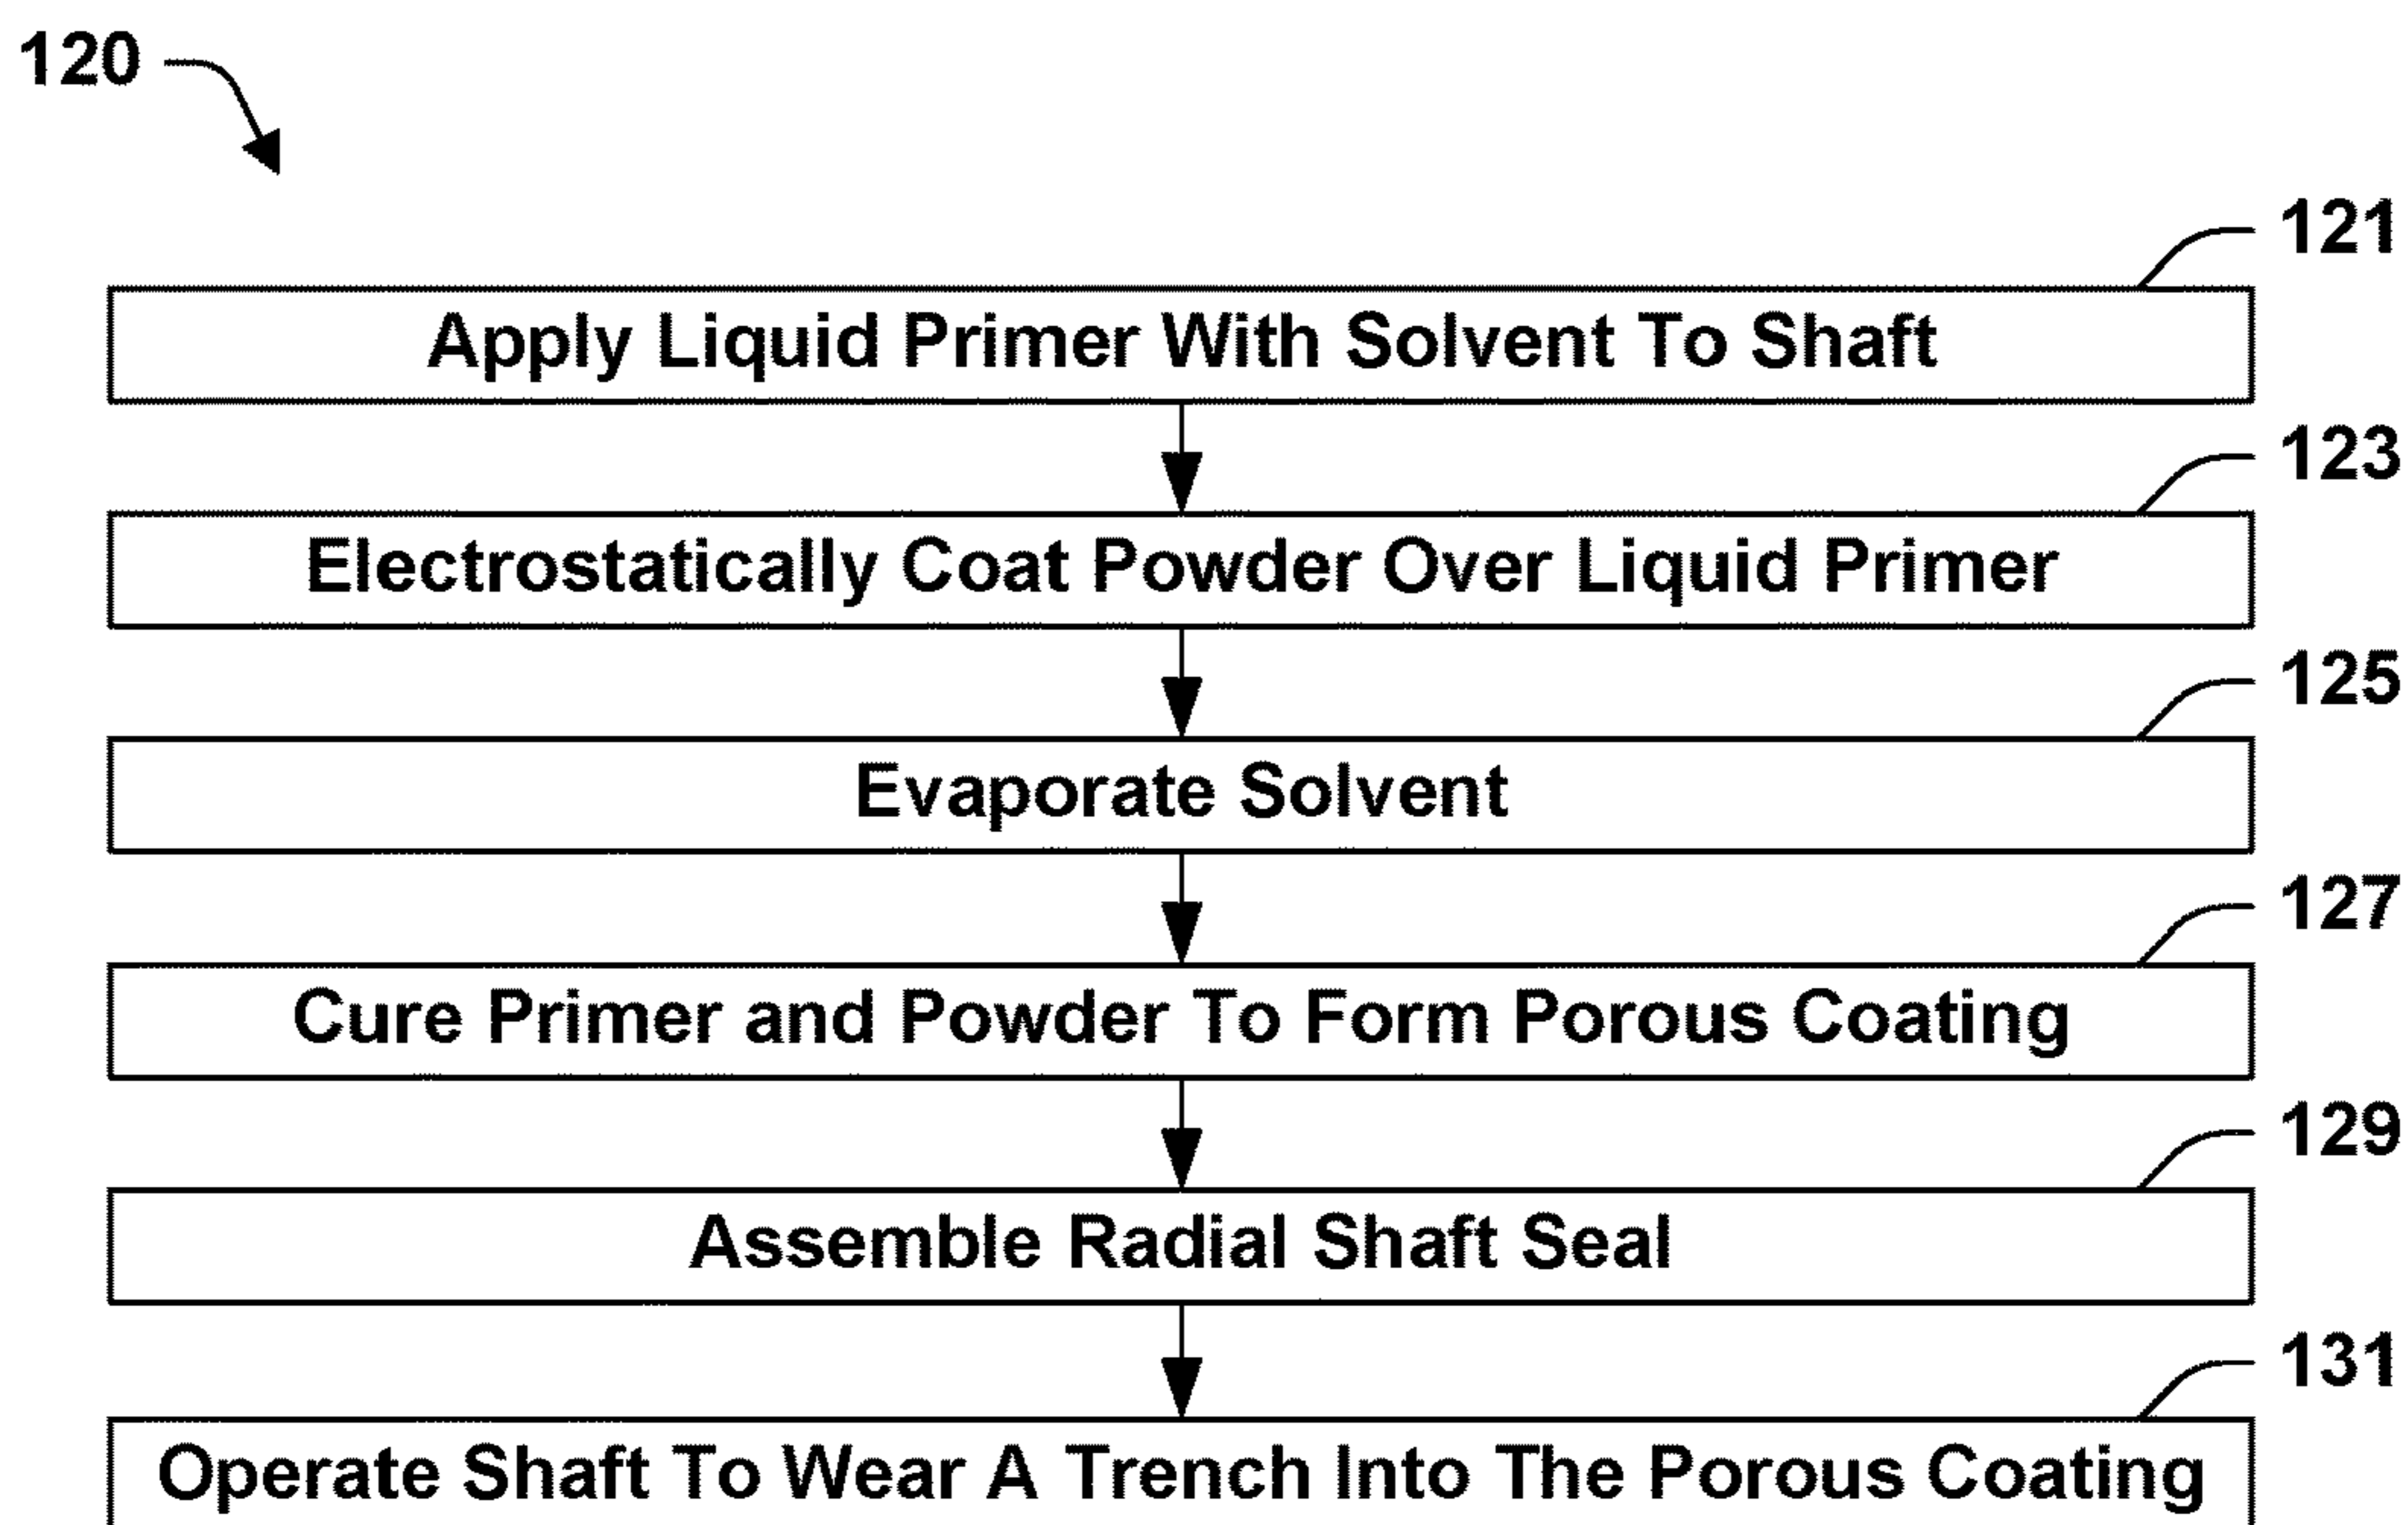 120
121
Apply Liquid Primer With Solvent To Shaft
123
Electrostatically Coat Powder Over Liquid Primer
125
Evaporate Solvent
127
Cure Primer and Powder To Form Porous Coating
129
Assemble Radial Shaft Seal
131
Operate Shaft To Wear A Trench Into The Porous Coating